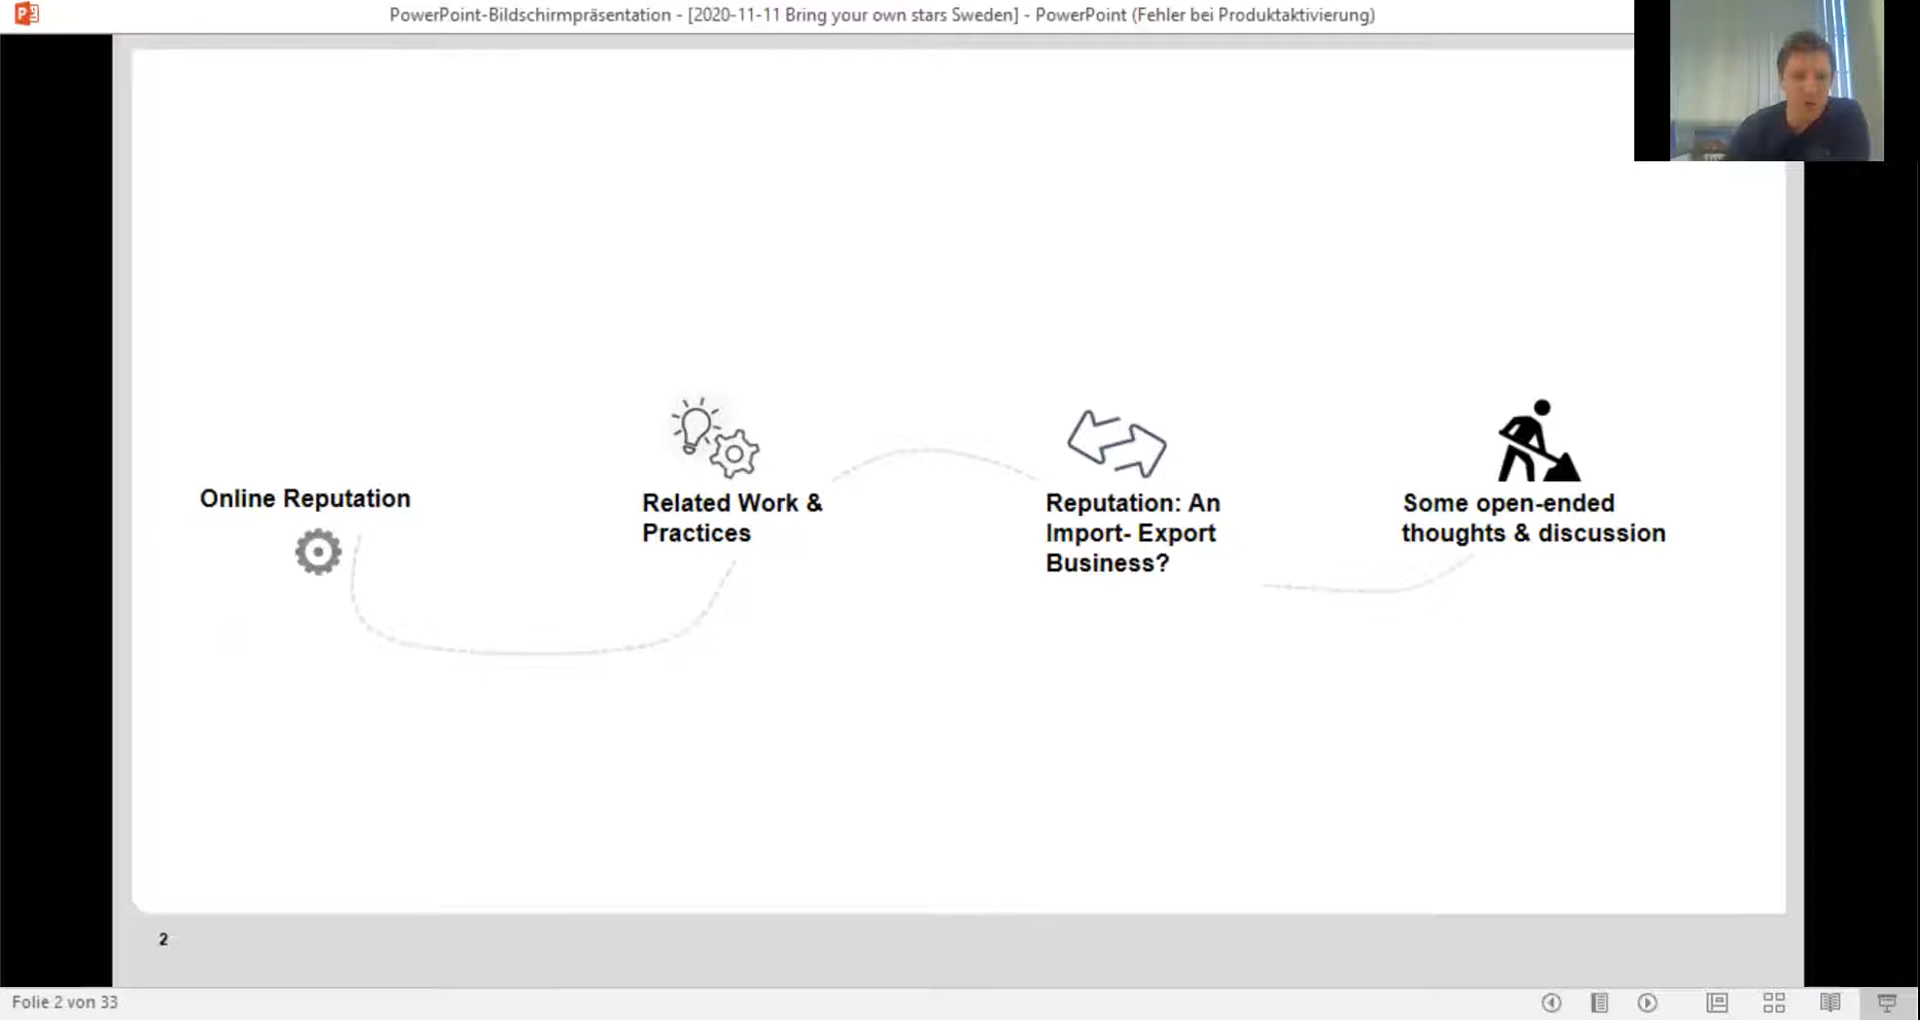 PowerPoint-Bildschirmpräsentation - [2020-11-11 Bring your own stars Sweden] - PowerPoint (Fehler bei Produktaktivierung)
Online Reputation
Related Work &
Practices
Reputation: An
Import- Export
Business?
Some open-ended
thoughts & discussion
2
Folie 2 von 33